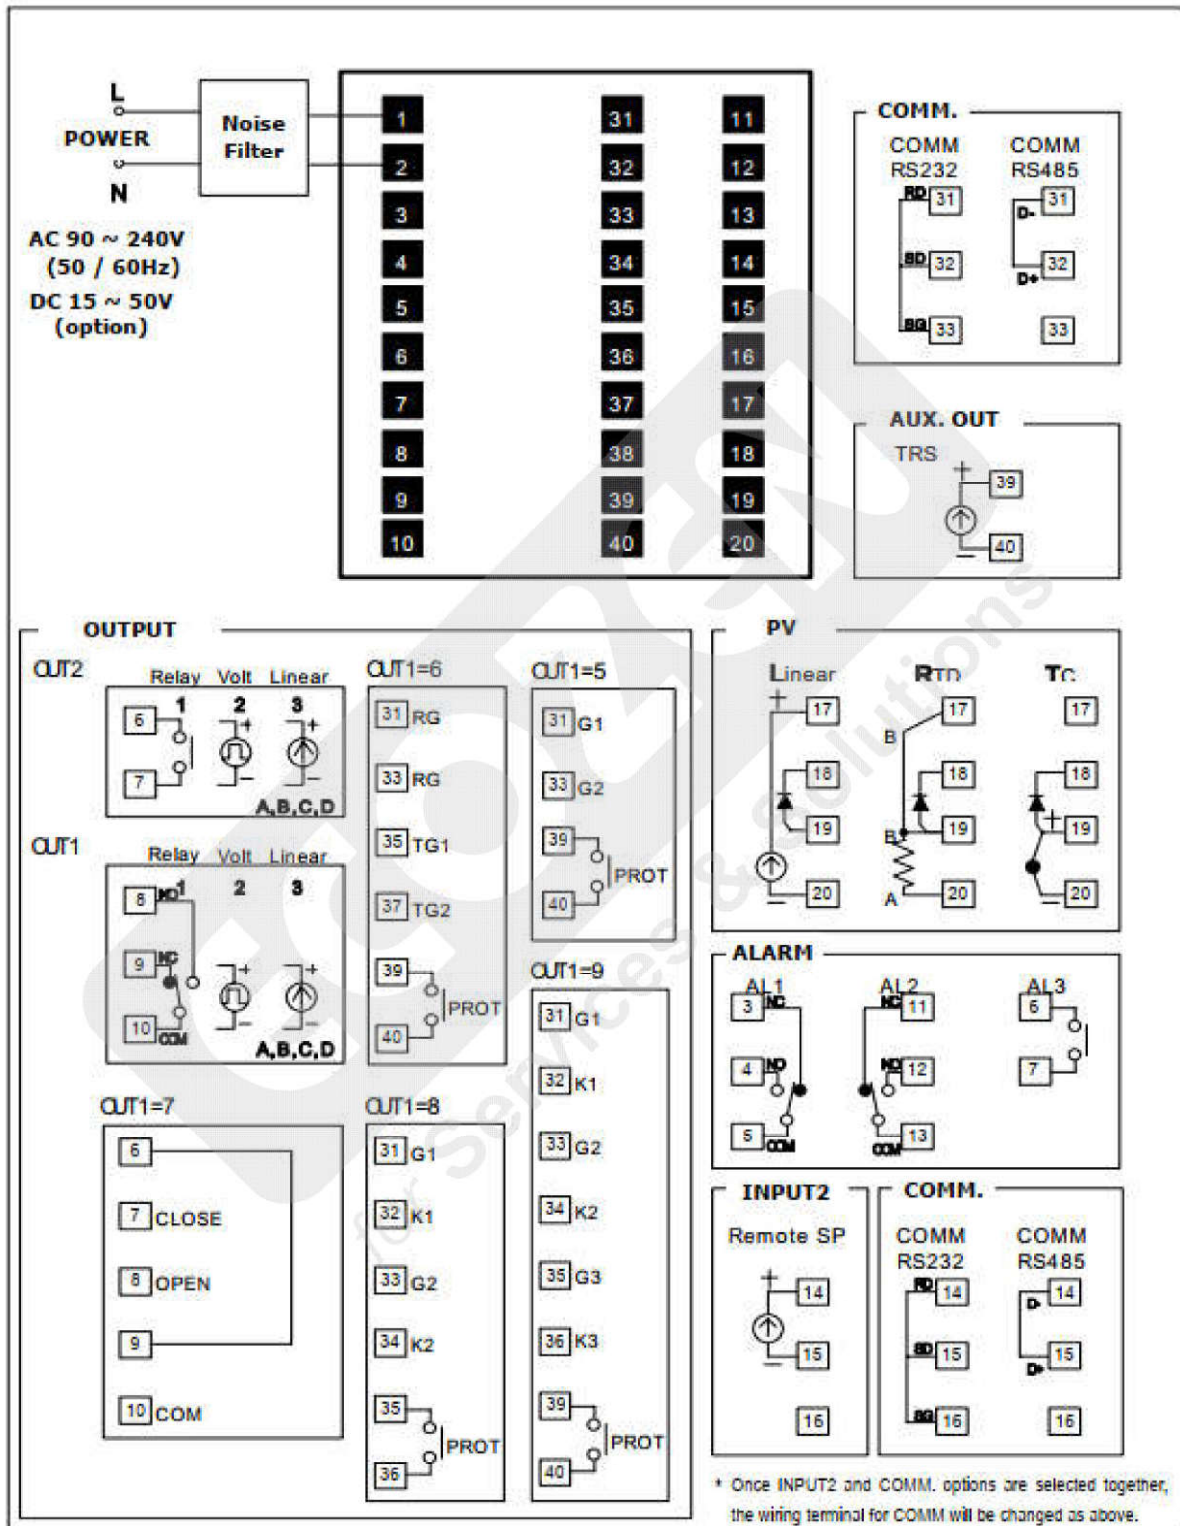 L
POWER
N
Noise
Filter
AC 90 ~ 240V
(50 / 60Hz)
DC 15 ~ 50V
(option)
1 31 11
2 32 12
3 33 13
4 34 14
5 35 15
6 36 16
7 37 17
8 38 18
9 39 19
10 40 20
COMM.
COMM COMM
RS232 RS485
RD 31 31
D-
SD 32 32
D+
SG 33 33
AUX. OUT
TRS
+ 39
− 40
OUTPUT
OUT2
Relay Volt Linear
6 1 2 3
+ +
7 − −
A,B,C,D
OUT1
Relay Volt Linear
8 NO 1 2 3
9 NC + +
10 COM − −
A,B,C,D
OUT1=7
6
7 CLOSE
8 OPEN
9
10 COM
OUT1=6
31 RG
33 RG
35 TG1
37 TG2
39
PROT
40
OUT1=8
31 G1
32 K1
33 G2
34 K2
35
PROT
36
OUT1=5
31 G1
33 G2
39
PROT
40
OUT1=9
31 G1
32 K1
33 G2
34 K2
35 G3
36 K3
39
PROT
40
PV
Linear RTD TC
+ 17 17 17
B
18 18 18
19 B 19 + 19
− 20 A 20 − 20
ALARM
AL1 AL2 AL3
3 NC NC 11 6
4 NO NO 12 7
5 COM COM 13
INPUT2
Remote SP
+ 14
− 15
16
COMM.
COMM COMM
RS232 RS485
RD 14 14
D-
SD 15 15
D+
SG 16 16
* Once INPUT2 and COMM. options are selected together,
the wiring terminal for COMM will be changed as above.
for Services & Solutions